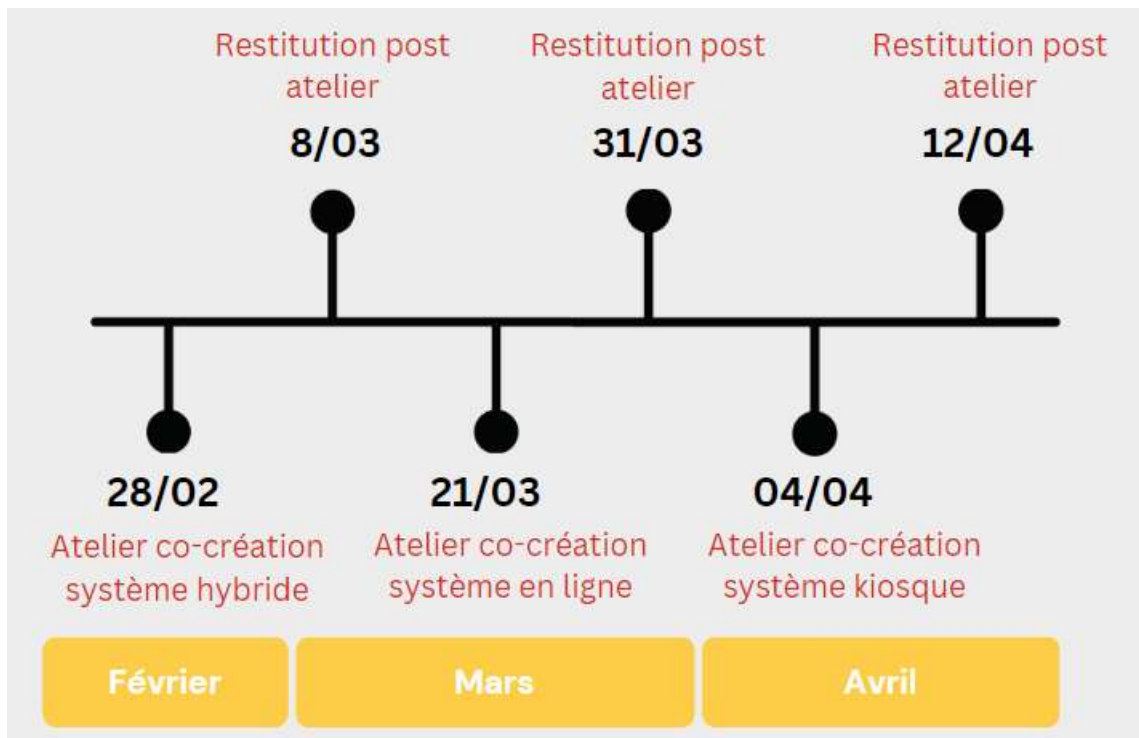 Restitution post
atelier
8/03
Restitution post
atelier
31/03
Restitution post
atelier
12/04
28/02
Atelier co-création
système hybride
21/03
Atelier co-création
système en ligne
04/04
Atelier co-création
système kiosque
Février
Mars
Avril